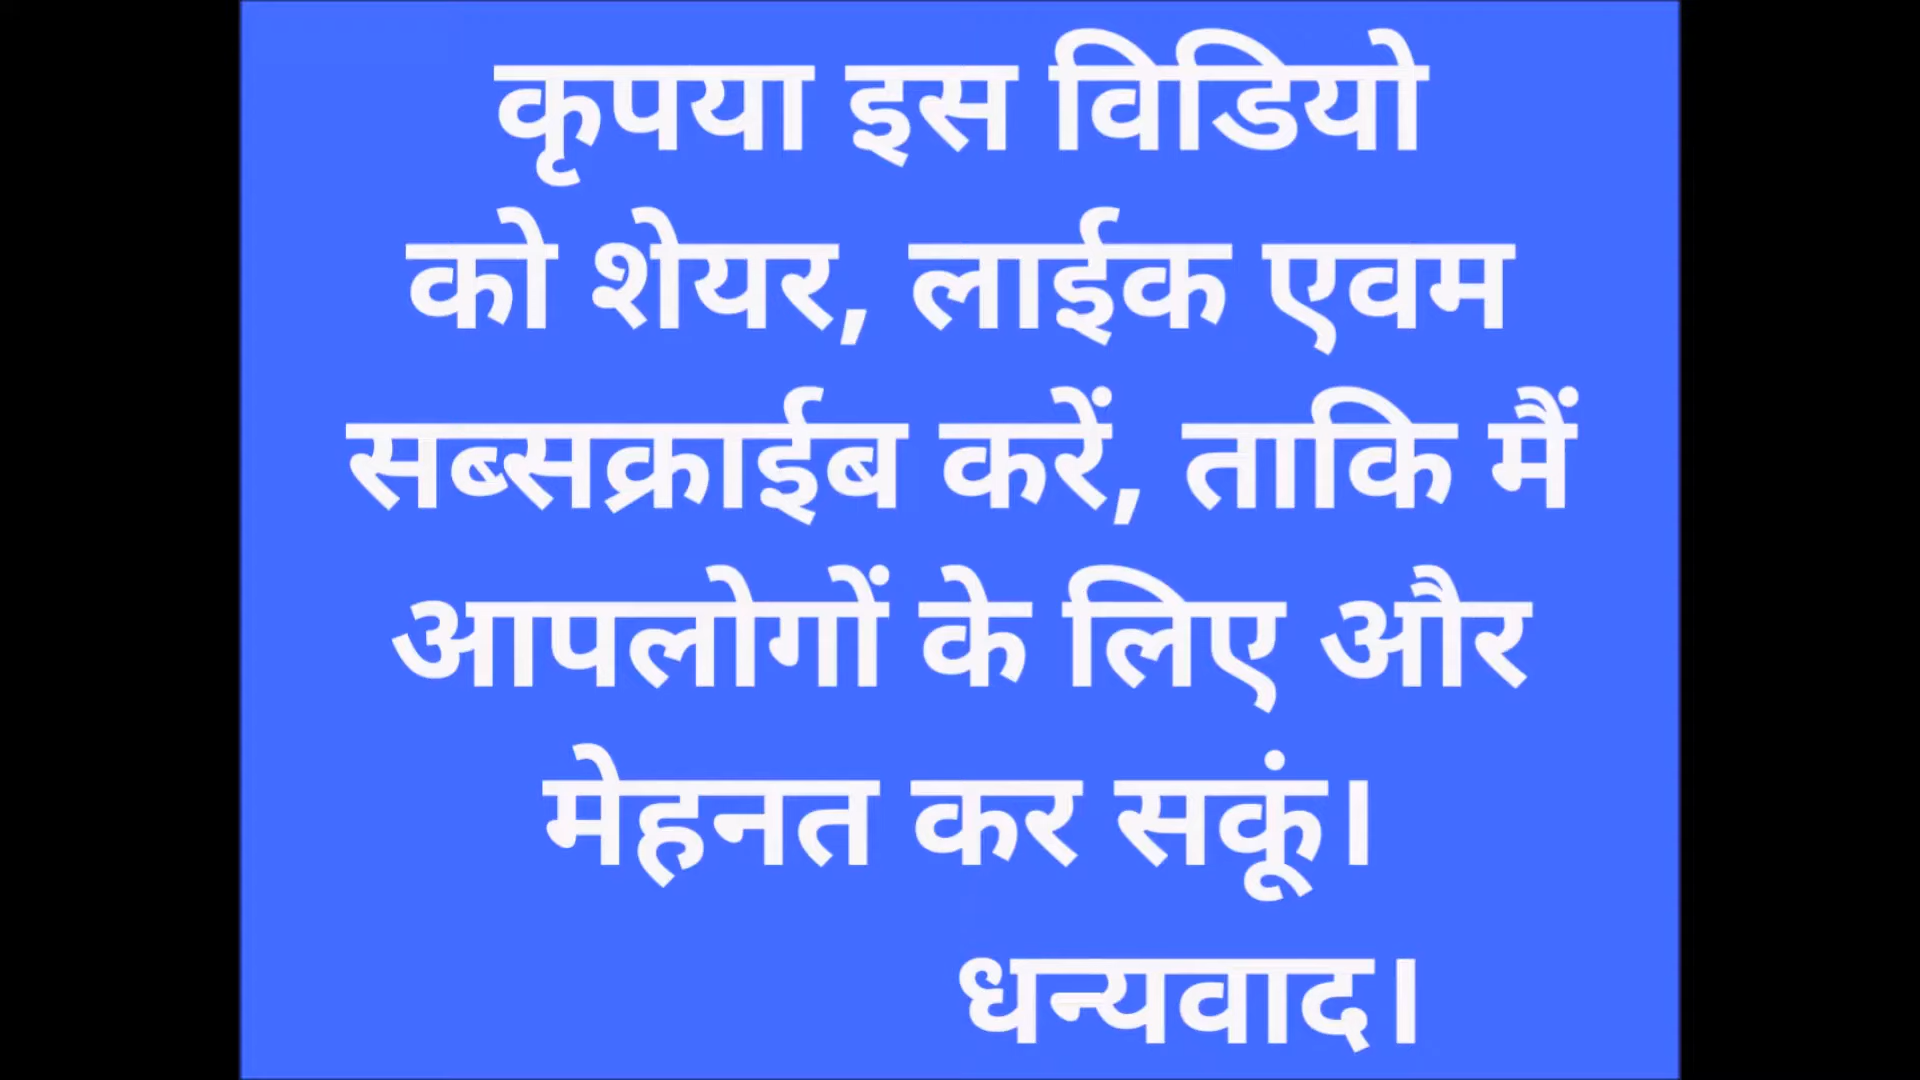 कृपया इस विडियो
को शेयर, लाईक एवम
सब्सक्राईब करें, ताकि मैं
आपलोगों के लिए और
मेहनत कर सकूं।
धन्यवाद।